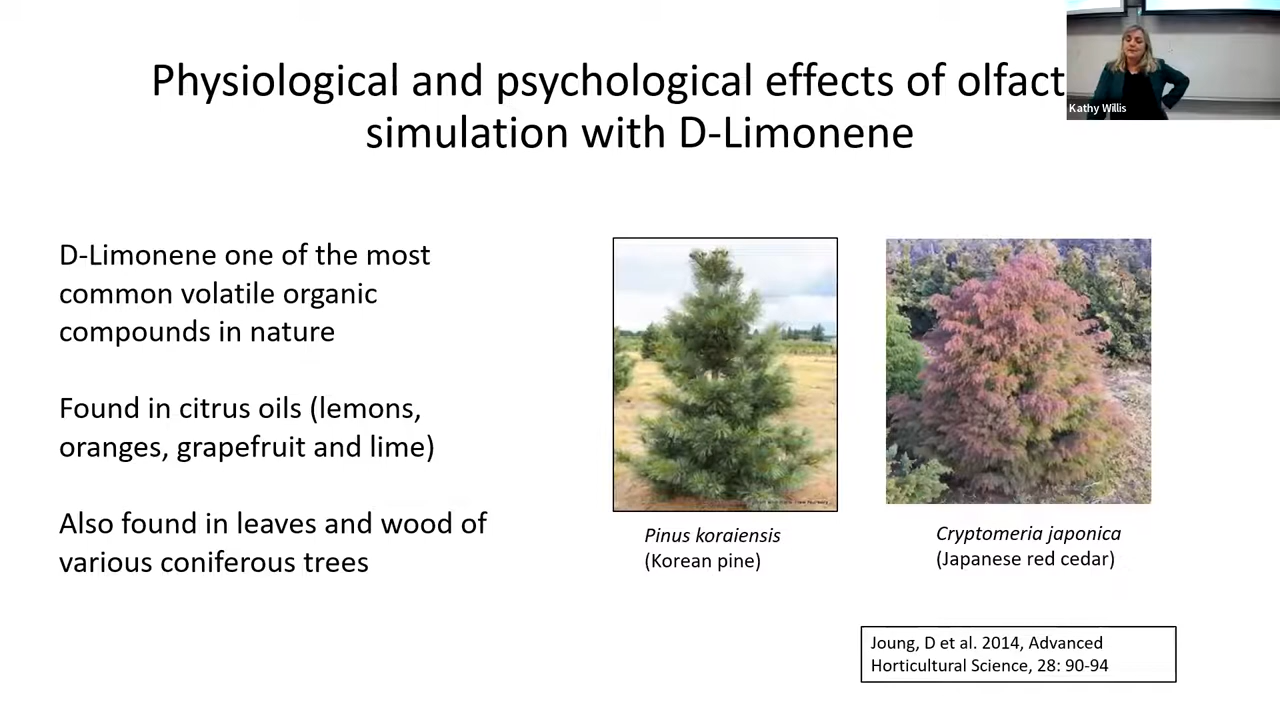 Physiological and psychological effects of olfact
simulation with D-Limonene
Kathy Willis
D-Limonene one of the most
common volatile organic
compounds in nature
Found in citrus oils (lemons,
oranges, grapefruit and lime)
Also found in leaves and wood of
various coniferous trees
Pinus koraiensis
(Korean pine)
Cryptomeria japonica
(Japanese red cedar)
Joung, D et al. 2014, Advanced
Horticultural Science, 28: 90-94